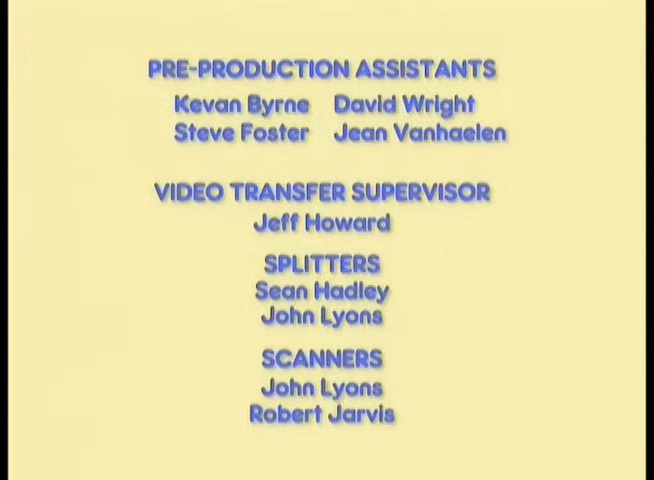 PRE-PRODUCTION ASSISTANTS
Kevan Byrne David Wright
Steve Foster Jean Vanhaelen
VIDEO TRANSFER SUPERVISOR
Jeff Howard
SPLITTERS
Sean Hadley
John Lyons
SCANNERS
John Lyons
Robert Jarvis